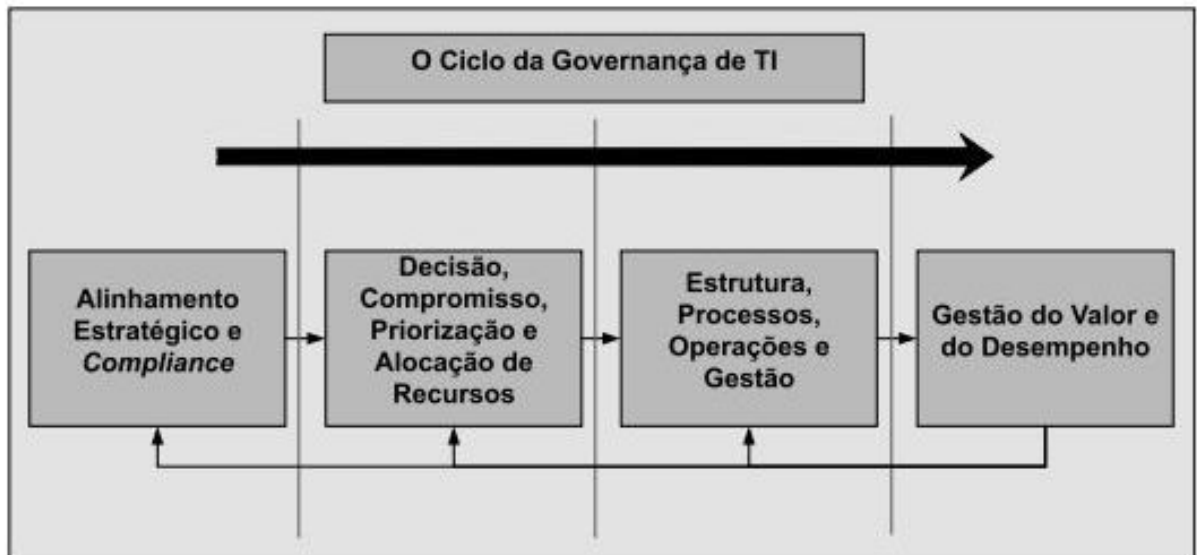 O Ciclo da Governança de TI
Alinhamento
Estratégico e
Compliance
Decisão,
Compromisso,
Priorização e
Alocação de
Recursos
Estrutura,
Processos,
Operações e
Gestão
Gestão do Valor e
do Desempenho